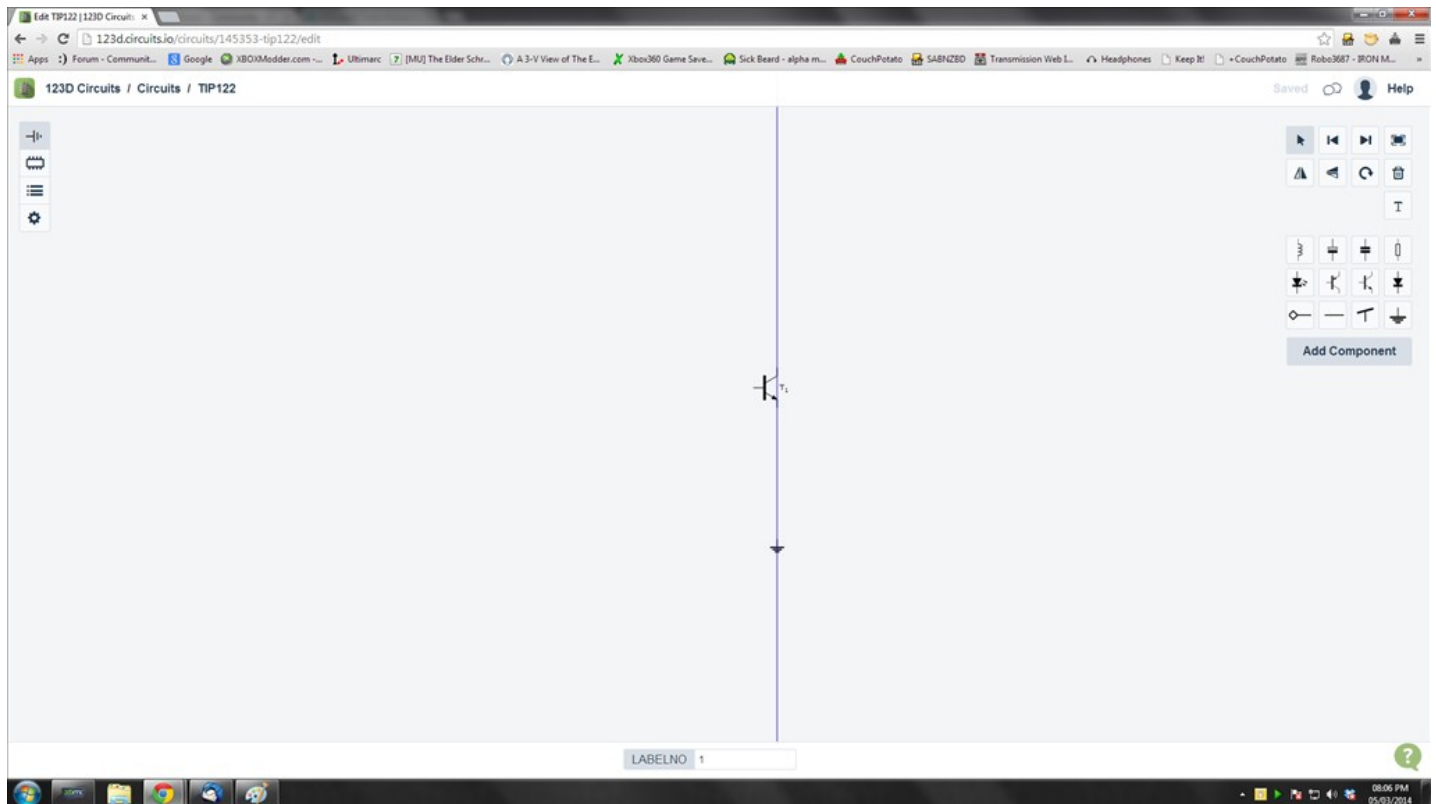 Edit TIP122 | 123D Circuit:
123d.circuits.io/circuits/145353-tip122/edit
Apps :) Forum - Communit... Google XBOXModder.com -... Ultimarc [MU] The Elder Schr... A 3-V View of The E... Xbox360 Game Save... Sick Beard - alpha m... CouchPotato SABNZBD Transmission Web I... Headphones Keep It! +CouchPotato Robo3687 - IRON M... »
123D Circuits / Circuits / TIP122 Saved Help
T
T1
Add Component
LABELNO 1
?
08:06 PM
05/03/2014